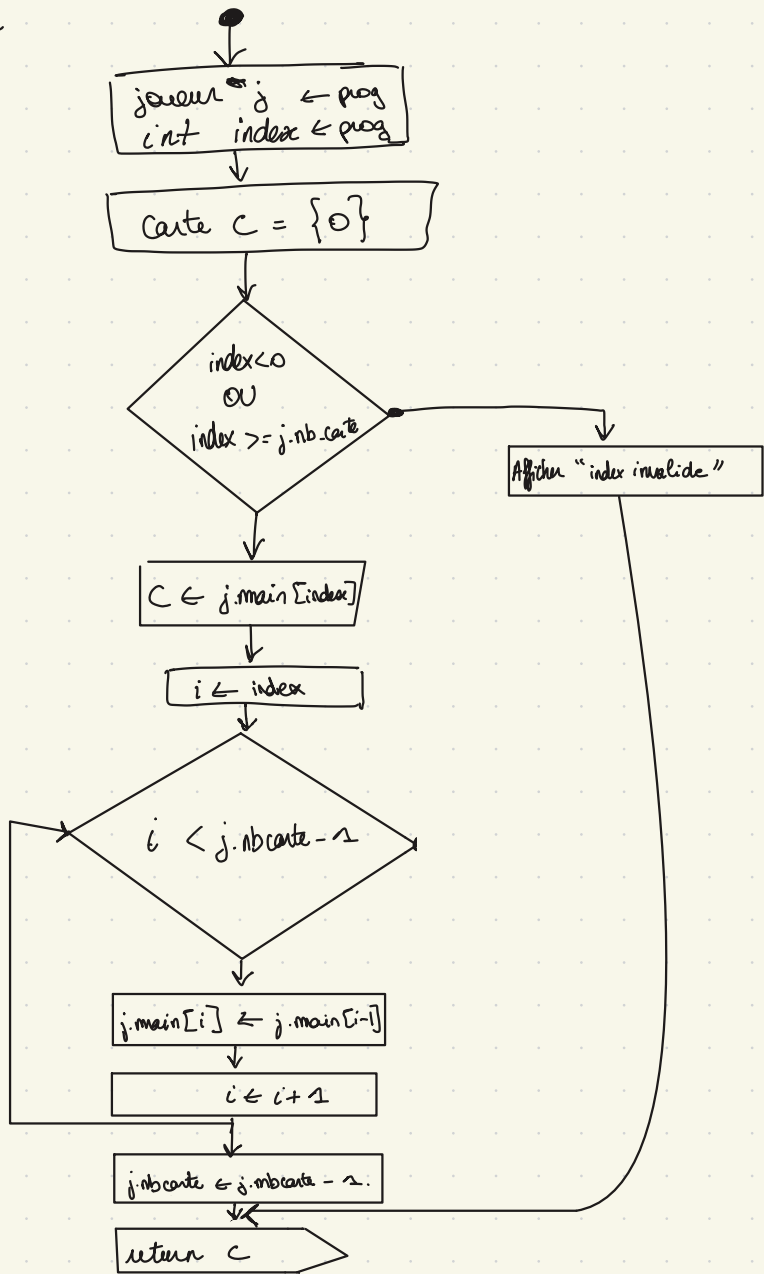 joueur * j ← prog
int index ← prog
Carte C = {0}
index<0
OU
index >= j.nb_carte
Afficher "index invalide"
C ← j.main[index]
i ← index
i < j.nbcarte - 1
j.main[i] ← j.main[i-1]
i ← i + 1
j.nbcarte ← j.nbcarte - 1.
return C